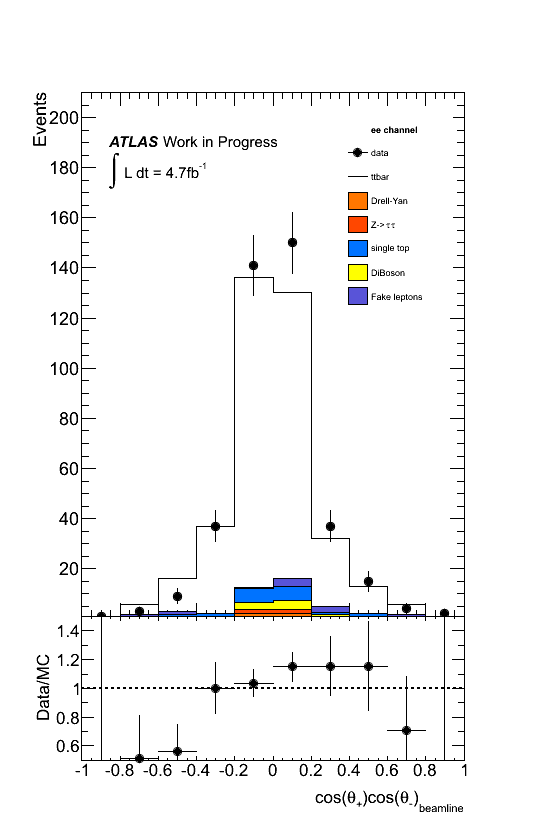 Events
200
180
160
140
120
100
80
60
40
20
ATLAS Work in Progress
∫ L dt = 4.7fb⁻¹
ee channel
data
ttbar
Drell-Yan
Z->ττ
single top
DiBoson
Fake leptons
Data/MC
1.4
1.2
1
0.8
0.6
-1 -0.8 -0.6 -0.4 -0.2 0 0.2 0.4 0.6 0.8 1
cos(θ₊)cos(θ₋)beamline